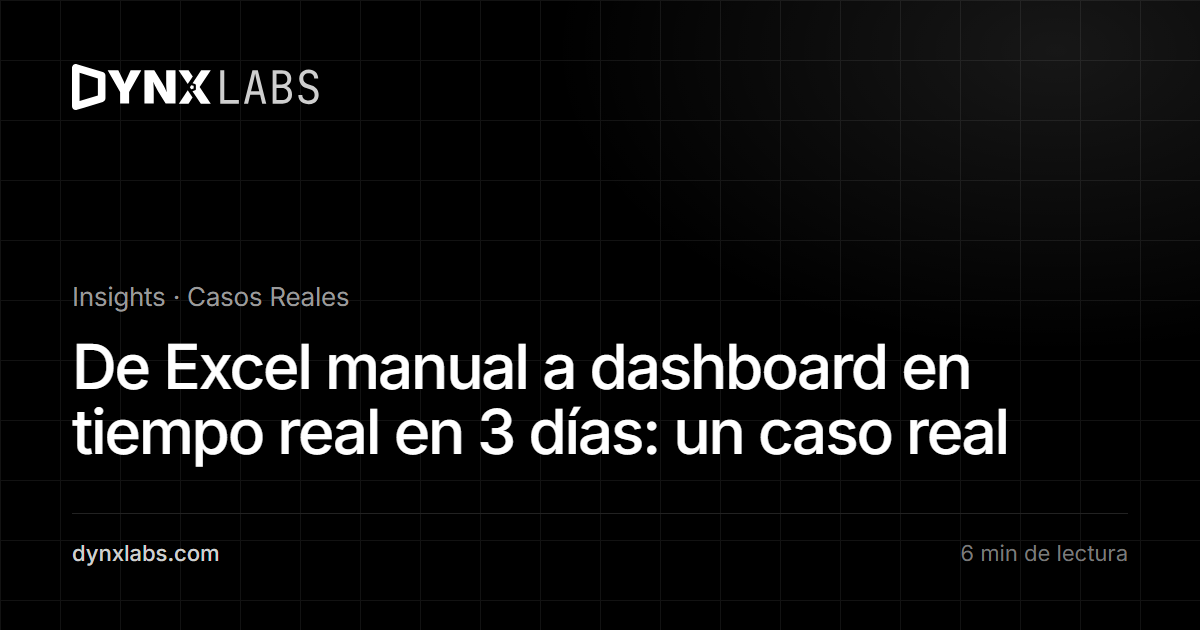 DYNX LABS
Insights · Casos Reales
De Excel manual a dashboard en
tiempo real en 3 días: un caso real
dynxlabs.com
6 min de lectura